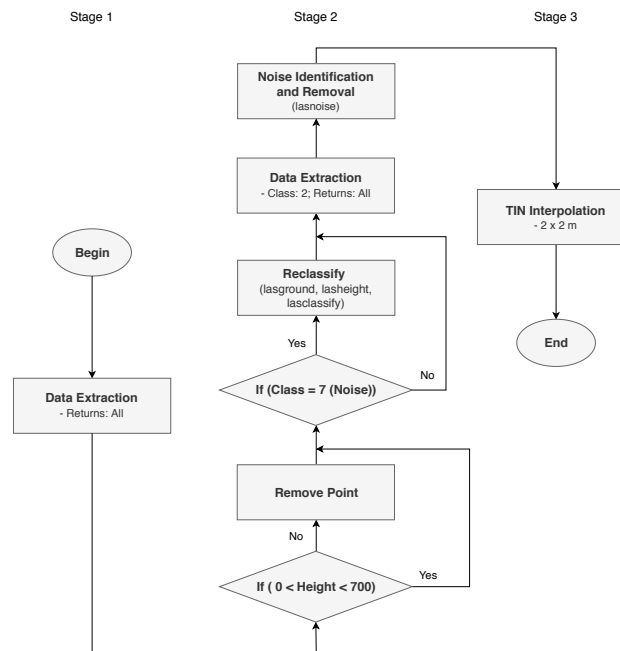 Stage 1
Stage 2
Stage 3
Begin
Data Extraction
- Returns: All
Noise Identification
and Removal
(lasnoise)
Data Extraction
- Class: 2; Returns: All
Reclassify
(lasground, lasheight,
lasclassify)
Yes
No
If (Class = 7 (Noise))
Remove Point
No
Yes
If ( 0 < Height < 700)
TIN Interpolation
- 2 x 2 m
End